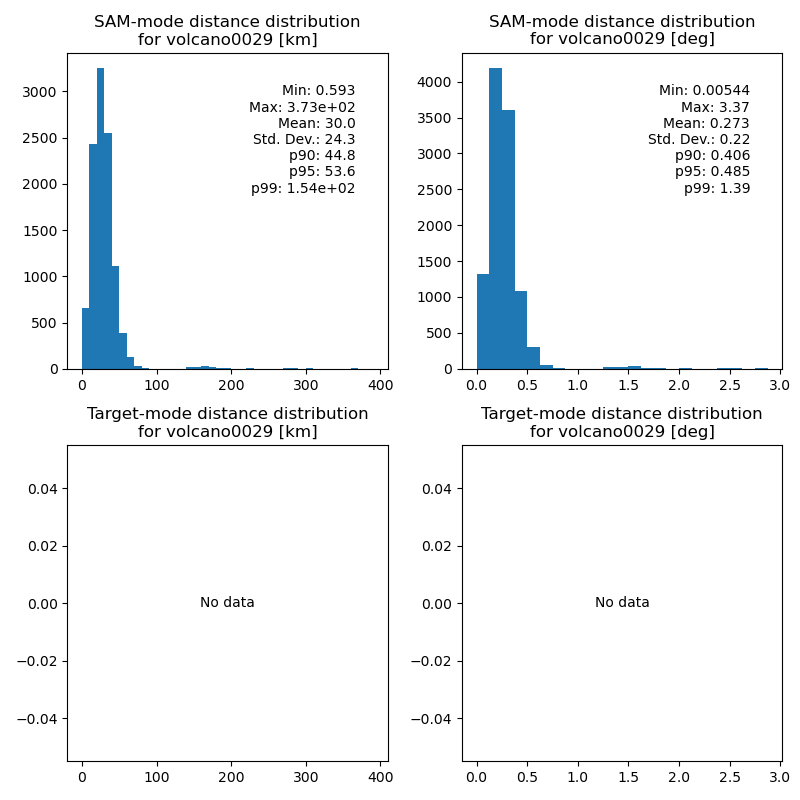 SAM-mode distance distribution
for volcano0029 [km]
3000
2500
2000
1500
1000
500
0
0 100 200 300 400
Min: 0.593
Max: 3.73e+02
Mean: 30.0
Std. Dev.: 24.3
p90: 44.8
p95: 53.6
p99: 1.54e+02
SAM-mode distance distribution
for volcano0029 [deg]
4000
3500
3000
2500
2000
1500
1000
500
0
0.0 0.5 1.0 1.5 2.0 2.5 3.0
Min: 0.00544
Max: 3.37
Mean: 0.273
Std. Dev.: 0.22
p90: 0.406
p95: 0.485
p99: 1.39
Target-mode distance distribution
for volcano0029 [km]
0.04
0.02
0.00
−0.02
−0.04
No data
0 100 200 300 400
Target-mode distance distribution
for volcano0029 [deg]
0.04
0.02
0.00
−0.02
−0.04
No data
0.0 0.5 1.0 1.5 2.0 2.5 3.0